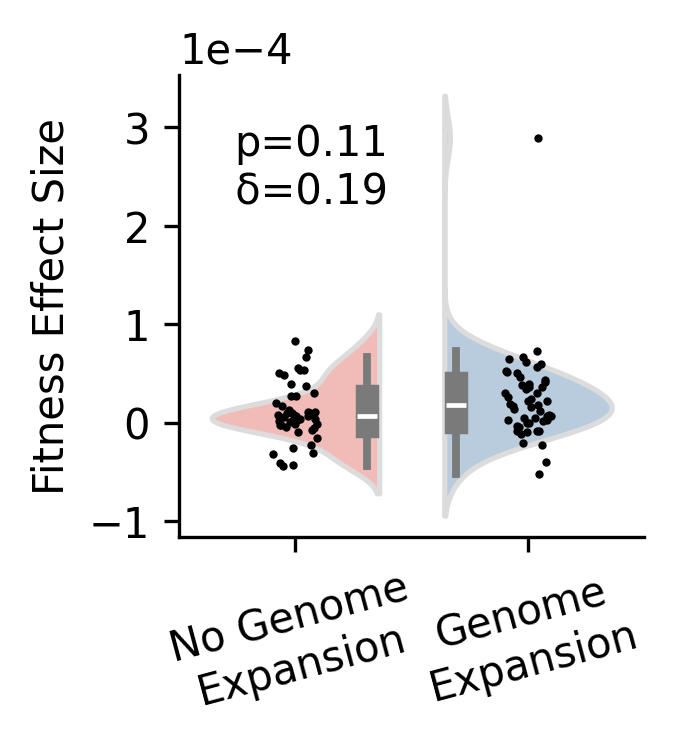 1e−4
Fitness Effect Size
3
2
1
0
−1
p=0.11
δ=0.19
No Genome
Expansion
Genome
Expansion